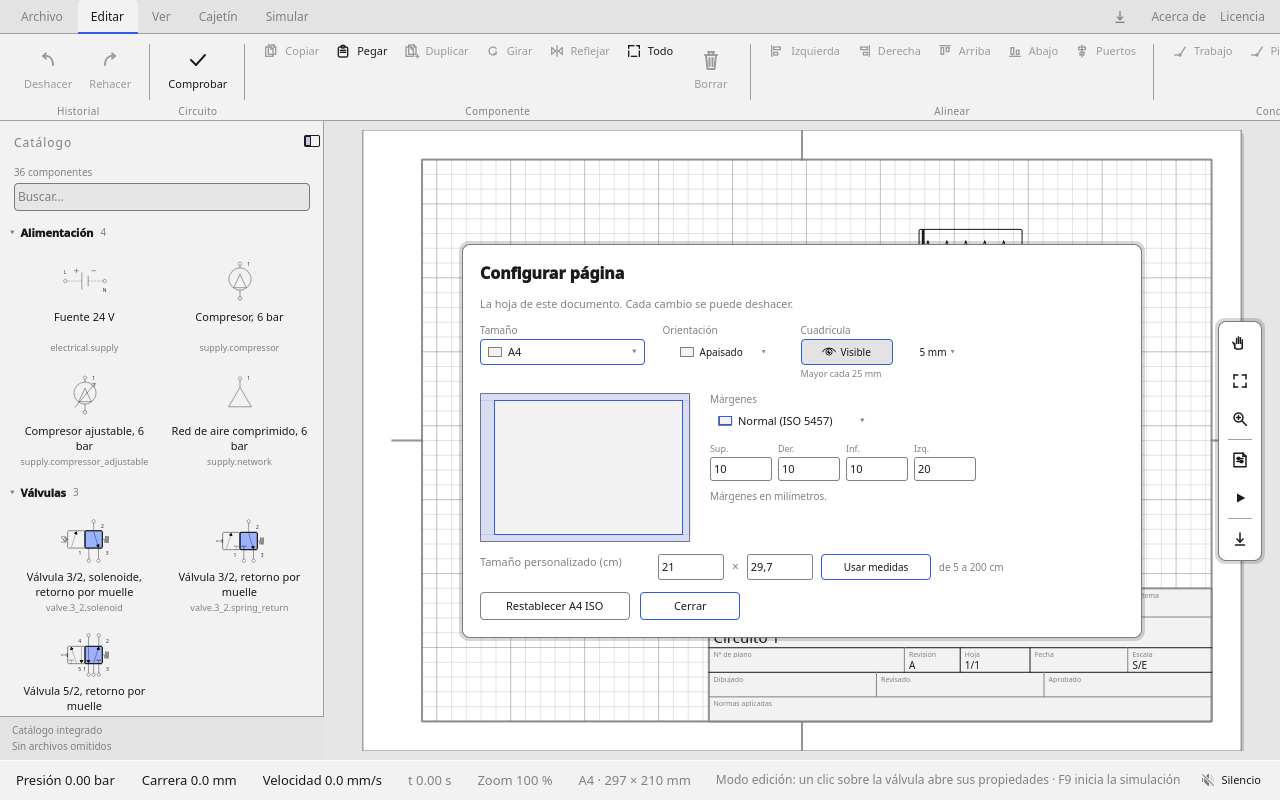 Archivo Editar Ver Cajetín Simular Acerca de Licencia
Copiar Pegar Duplicar Girar Reflejar Todo Izquierda Derecha Arriba Abajo Puertos Trabajo
Deshacer Rehacer Comprobar Borrar
Historial Circuito Componente Alinear
Catálogo
36 componentes
Buscar...
Alimentación 4
Fuente 24 V
electrical.supply
Compresor, 6 bar
supply.compressor
Compresor ajustable, 6
bar
supply.compressor_adjustable
Red de aire comprimido, 6
bar
supply.network
Válvulas 3
Válvula 3/2, solenoide,
retorno por muelle
valve.3_2.solenoid
Válvula 3/2, retorno por
muelle
valve.3_2.spring_return
Válvula 5/2, retorno por
muelle
Catálogo integrado
Sin archivos omitidos
Configurar página
La hoja de este documento. Cada cambio se puede deshacer.
Tamaño Orientación Cuadrícula
A4 Apaisado Visible 5 mm
Mayor cada 25 mm
Márgenes
Normal (ISO 5457)
Sup. Der. Inf. Izq.
10 10 10 20
Márgenes en milímetros.
Tamaño personalizado (cm) 21 × 29,7 Usar medidas de 5 a 200 cm
Restablecer A4 ISO Cerrar
Circuito 1
Nº de plano Revisión Hoja Fecha Escala
A 1/1 S/E
Dibujado Revisado Aprobado
Normas aplicadas
Presión 0.00 bar Carrera 0.0 mm Velocidad 0.0 mm/s t 0.00 s Zoom 100 % A4 · 297 × 210 mm Modo edición: un clic sobre la válvula abre sus propiedades · F9 inicia la simulación Silencio